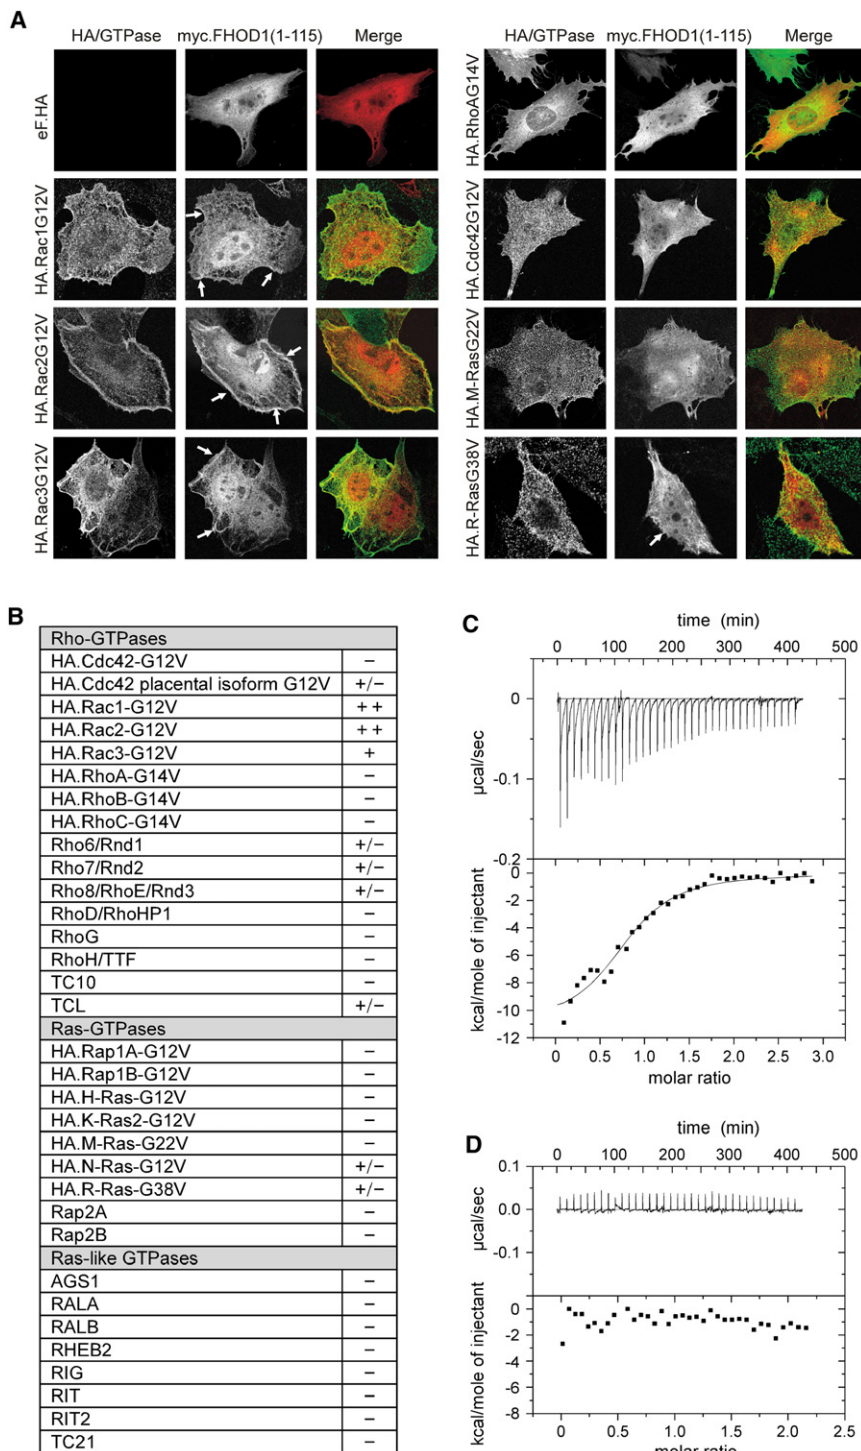 A
HA/GTPase myc.FHOD1(1-115) Merge
eF.HA
HA.Rac1G12V
HA.Rac2G12V
HA.Rac3G12V
HA/GTPase myc.FHOD1(1-115) Merge
HA.RhoAG14V
HA.Cdc42G12V
HA.M-RasG22V
HA.R-RasG38V
B
Rho-GTPases
HA.Cdc42-G12V −
HA.Cdc42 placental isoform G12V +/−
HA.Rac1-G12V ++
HA.Rac2-G12V ++
HA.Rac3-G12V +
HA.RhoA-G14V −
HA.RhoB-G14V −
HA.RhoC-G14V −
Rho6/Rnd1 +/−
Rho7/Rnd2 +/−
Rho8/RhoE/Rnd3 +/−
RhoD/RhoHP1 −
RhoG −
RhoH/TTF −
TC10 −
TCL +/−
Ras-GTPases
HA.Rap1A-G12V −
HA.Rap1B-G12V −
HA.H-Ras-G12V −
HA.K-Ras2-G12V −
HA.M-Ras-G22V −
HA.N-Ras-G12V +/−
HA.R-Ras-G38V +/−
Rap2A −
Rap2B −
Ras-like GTPases
AGS1 −
RALA −
RALB −
RHEB2 −
RIG −
RIT −
RIT2 −
TC21 −
C
time (min)
0 100 200 300 400 500
µcal/sec
0
-0.1
-0.2
kcal/mole of injectant
0
-2
-4
-6
-8
-10
-12
0.0 0.5 1.0 1.5 2.0 2.5 3.0
molar ratio
D
time (min)
0 100 200 300 400 500
µcal/sec
0.1
0.0
-0.1
kcal/mole of injectant
0
-2
-4
-6
-8
0 0.5 1.0 1.5 2.0 2.5
molar ratio